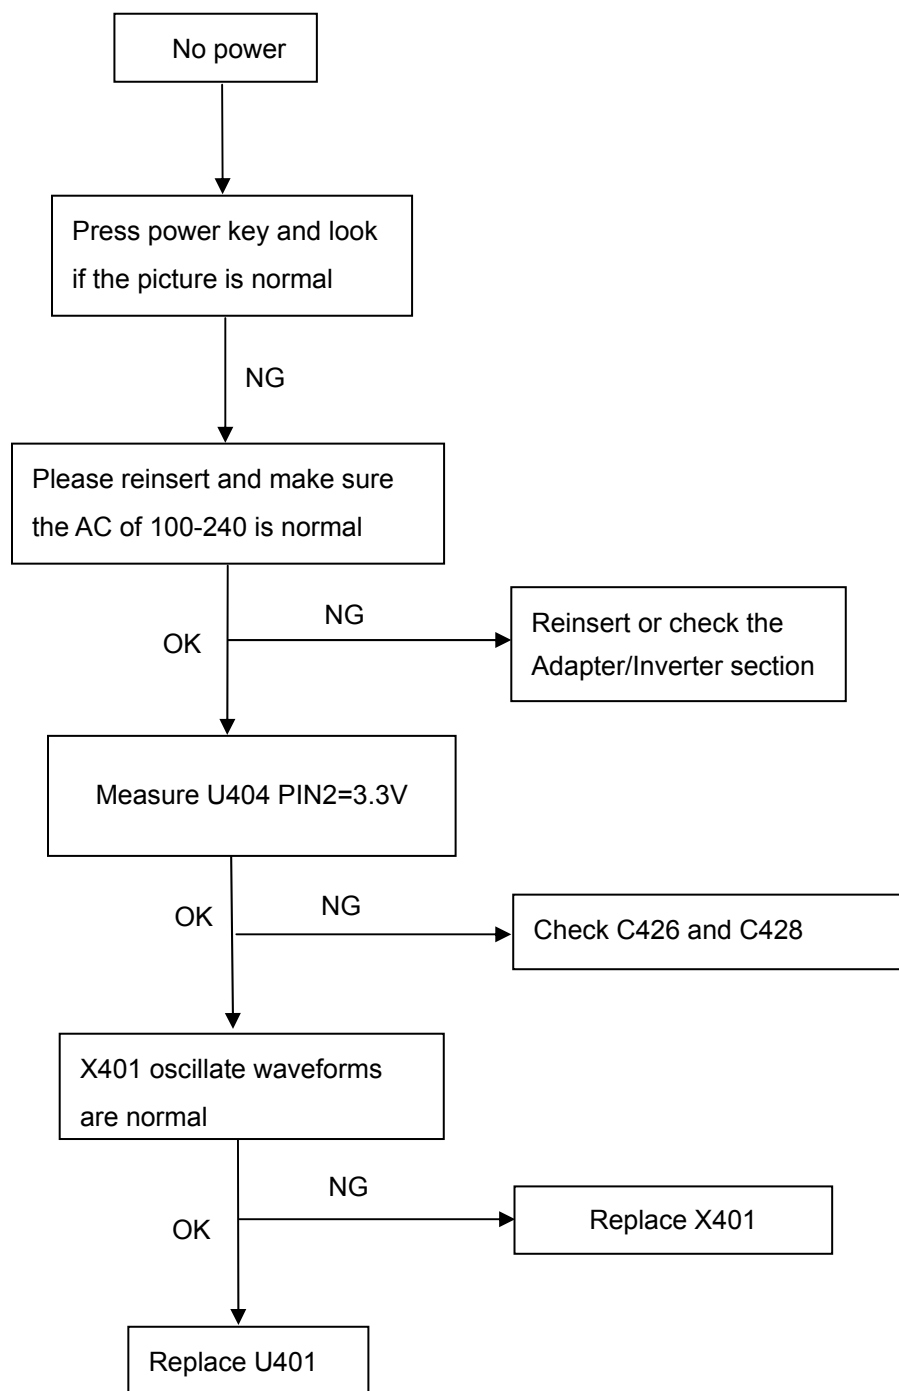 No power
Press power key and look
if the picture is normal
NG
Please reinsert and make sure
the AC of 100-240 is normal
NG
OK
Reinsert or check the
Adapter/Inverter section
Measure U404 PIN2=3.3V
NG
OK
Check C426 and C428
X401 oscillate waveforms
are normal
NG
OK
Replace X401
Replace U401